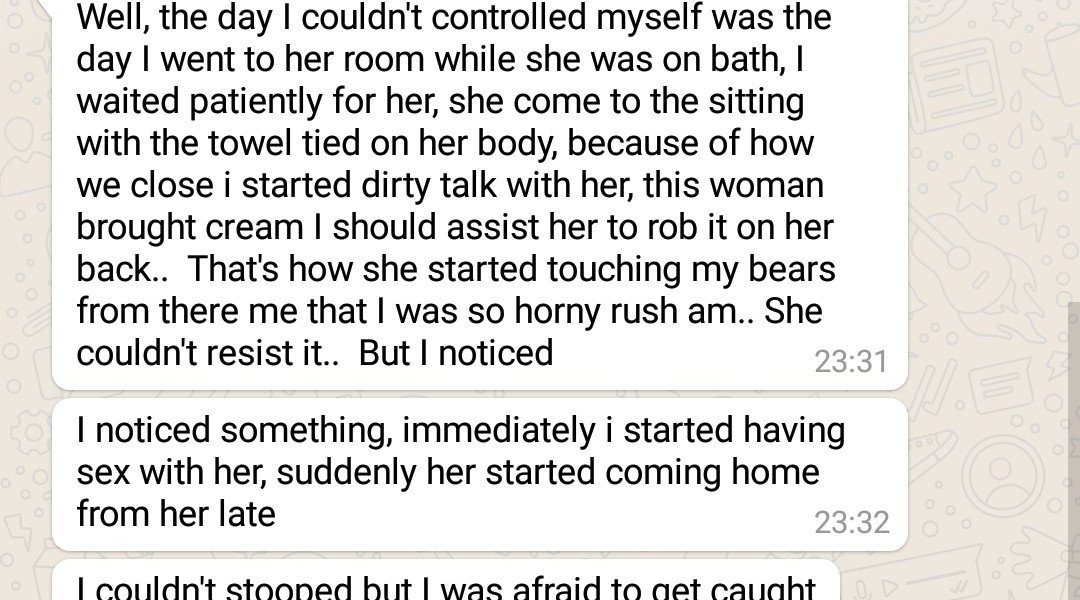 Well, the day I couldn't controlled myself was the
day I went to her room while she was on bath, I
waited patiently for her, she come to the sitting
with the towel tied on her body, because of how
we close i started dirty talk with her, this woman
brought cream I should assist her to rob it on her
back..  That's how she started touching my bears
from there me that I was so horny rush am.. She
couldn't resist it..  But I noticed
23:31
I noticed something, immediately i started having
sex with her, suddenly her started coming home
from her late
23:32
I couldn't stooped but I was afraid to get caught